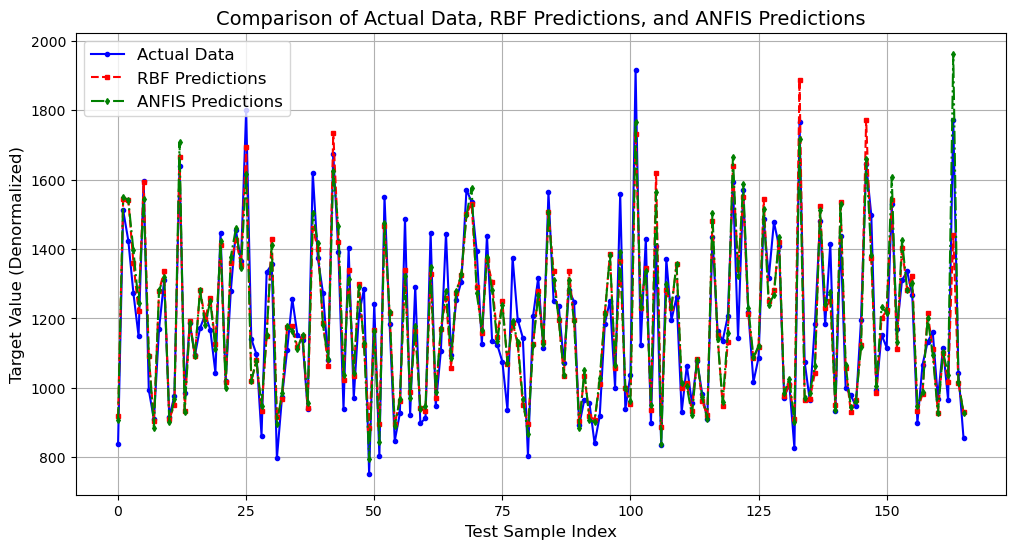 Comparison of Actual Data, RBF Predictions, and ANFIS Predictions
Actual Data
RBF Predictions
ANFIS Predictions
Target Value (Denormalized)
2000
1800
1600
1400
1200
1000
800
0 25 50 75 100 125 150
Test Sample Index